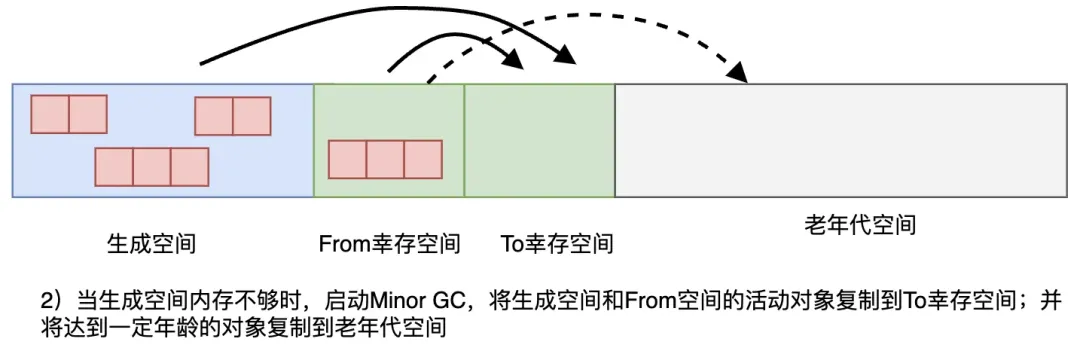 生成空间
From幸存空间
To幸存空间
老年代空间
2）当生成空间内存不够时，启动Minor GC，将生成空间和From空间的活动对象复制到To幸存空间；并
将达到一定年龄的对象复制到老年代空间